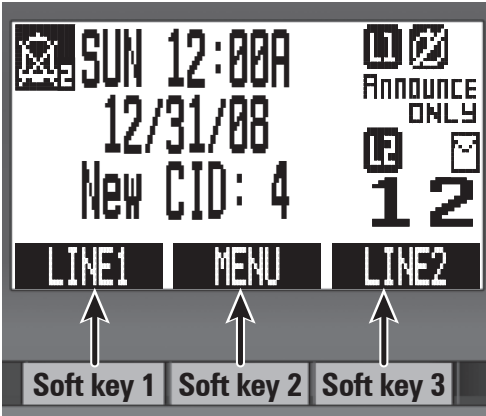 2 SUN 12:00A L1
Announce
ONLY
12/31/08
L2
New CID: 4 12
LINE1 MENU LINE2
Soft key 1 Soft key 2 Soft key 3